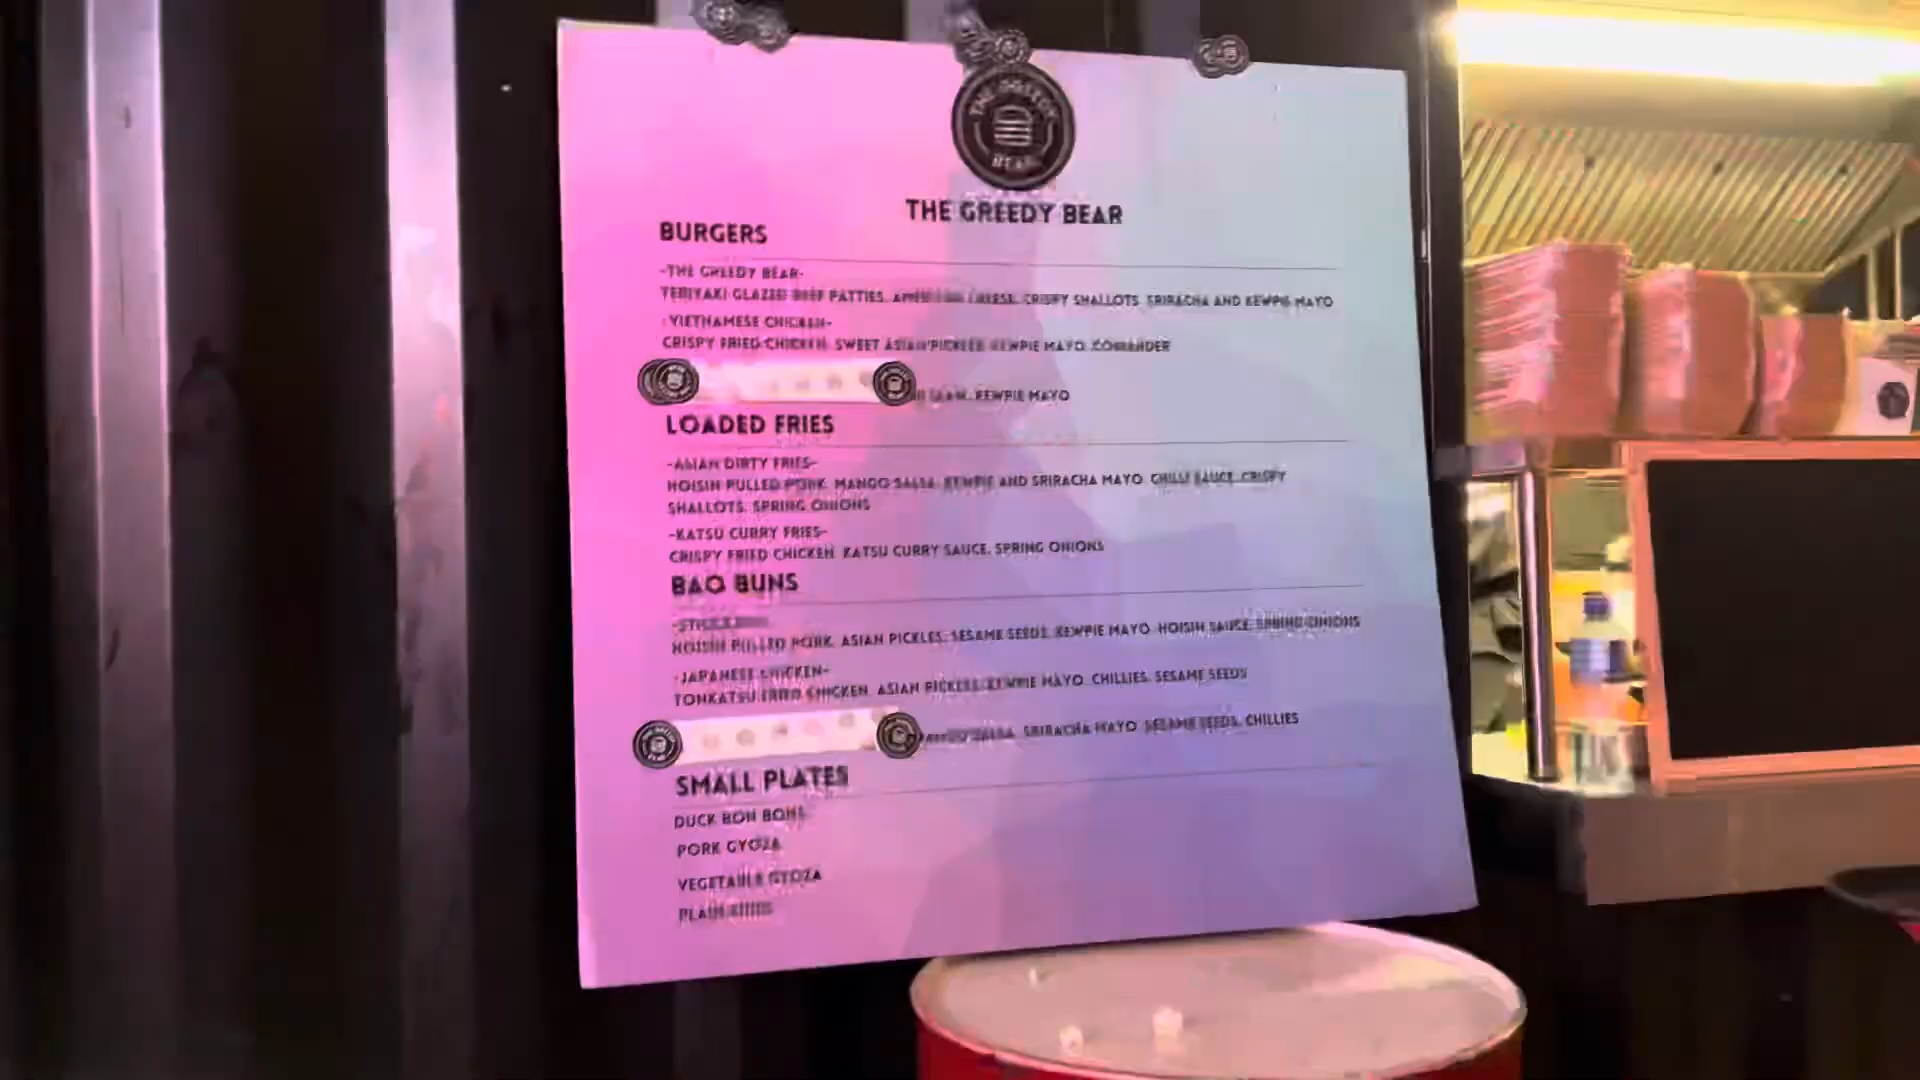 THE GREEDY BEAR
THE GREEDY BEAR
BURGERS
-THE GREEDY BEAR-
TERIYAKI GLAZED BEEF PATTIES, AMERICAN CHEESE, CRISPY SHALLOTS, SRIRACHA AND KEWPIE MAYO
-VIETNAMESE CHICKEN-
CRISPY FRIED CHICKEN, SWEET ASIAN PICKLES, KEWPIE MAYO, CORIANDER
SLAW, KEWPIE MAYO
LOADED FRIES
-ASIAN DIRTY FRIES-
HOISIN PULLED PORK, MANGO SALSA, KEWPIE AND SRIRACHA MAYO, CHILLI SAUCE, CRISPY
SHALLOTS, SPRING ONIONS
-KATSU CURRY FRIES-
CRISPY FRIED CHICKEN, KATSU CURRY SAUCE, SPRING ONIONS
BAO BUNS
HOISIN PULLED PORK, ASIAN PICKLES, SESAME SEEDS, KEWPIE MAYO, HOISIN SAUCE, SPRING ONIONS
-JAPANESE CHICKEN-
TONKATSU FRIED CHICKEN, ASIAN PICKLES, KEWPIE MAYO, CHILLIES, SESAME SEEDS
SALSA, SRIRACHA MAYO, SESAME SEEDS, CHILLIES
SMALL PLATES
DUCK BON BONS
PORK GYOZA
VEGETABLE GYOZA
PLAIN